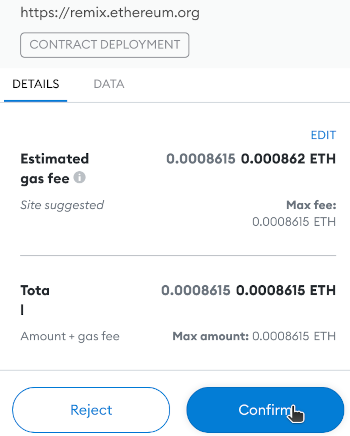 https://remix.ethereum.org
CONTRACT DEPLOYMENT
DETAILS DATA
EDIT
Estimated 0.0008615 0.000862 ETH
gas fee
Site suggested Max fee:
0.0008615 ETH
Tota 0.0008615 0.0008615 ETH
l
Amount + gas fee Max amount: 0.0008615 ETH
Reject Confirm